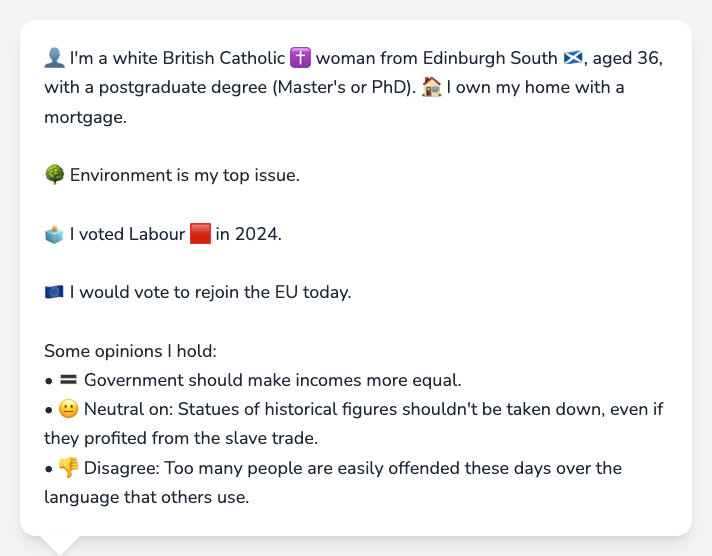 👤 I'm a white British Catholic ✝️ woman from Edinburgh South 🏴󠁧󠁢󠁳󠁣󠁴󠁿, aged 36,
with a postgraduate degree (Master's or PhD). 🏠 I own my home with a
mortgage.
🌳 Environment is my top issue.
🗳️ I voted Labour 🟥 in 2024.
🇪🇺 I would vote to rejoin the EU today.
Some opinions I hold:
• 🟰 Government should make incomes more equal.
• 😐 Neutral on: Statues of historical figures shouldn't be taken down, even if
they profited from the slave trade.
• 👎 Disagree: Too many people are easily offended these days over the
language that others use.